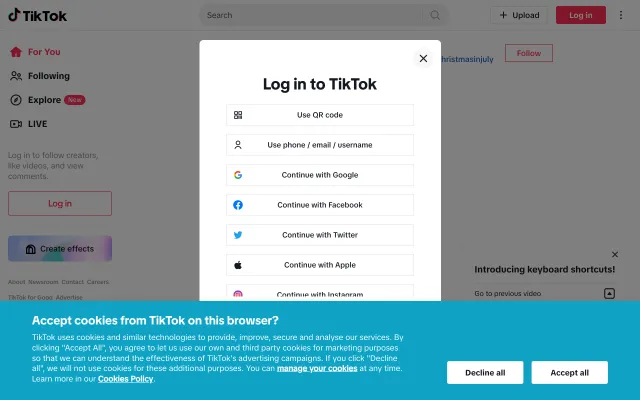 TikTok
Search
Upload
Log in
For You
Following
Explore New
LIVE
Log in to follow creators,
like videos, and view
comments.
Log in
Create effects
About Newsroom Contact Careers
TikTok for Good Advertise
hristmasinjuly
Follow
Log in to TikTok
Use QR code
Use phone / email / username
Continue with Google
Continue with Facebook
Continue with Twitter
Continue with Apple
Continue with Instagram
Introducing keyboard shortcuts!
Go to previous video
Accept cookies from TikTok on this browser?
TikTok uses cookies and similar technologies to provide, improve, secure and analyse our services. By
clicking "Accept All", you agree to let us use our own and third party cookies for marketing purposes
so that we can understand the effectiveness of TikTok's advertising campaigns. If you click "Decline
all", we will not use cookies for these additional purposes. You can manage your cookies at any time.
Learn more in our Cookies Policy.
Decline all
Accept all